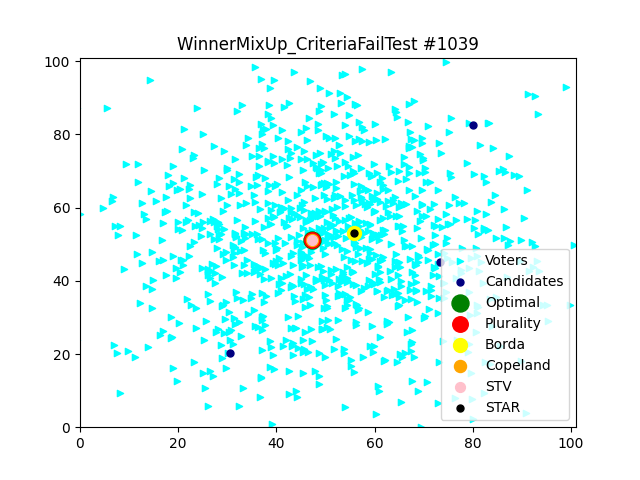 WinnerMixUp_CriteriaFailTest #1039
100
80
60
40
20
0
0
20
40
60
80
100
Voters
Candidates
Optimal
Plurality
Borda
Copeland
STV
STAR